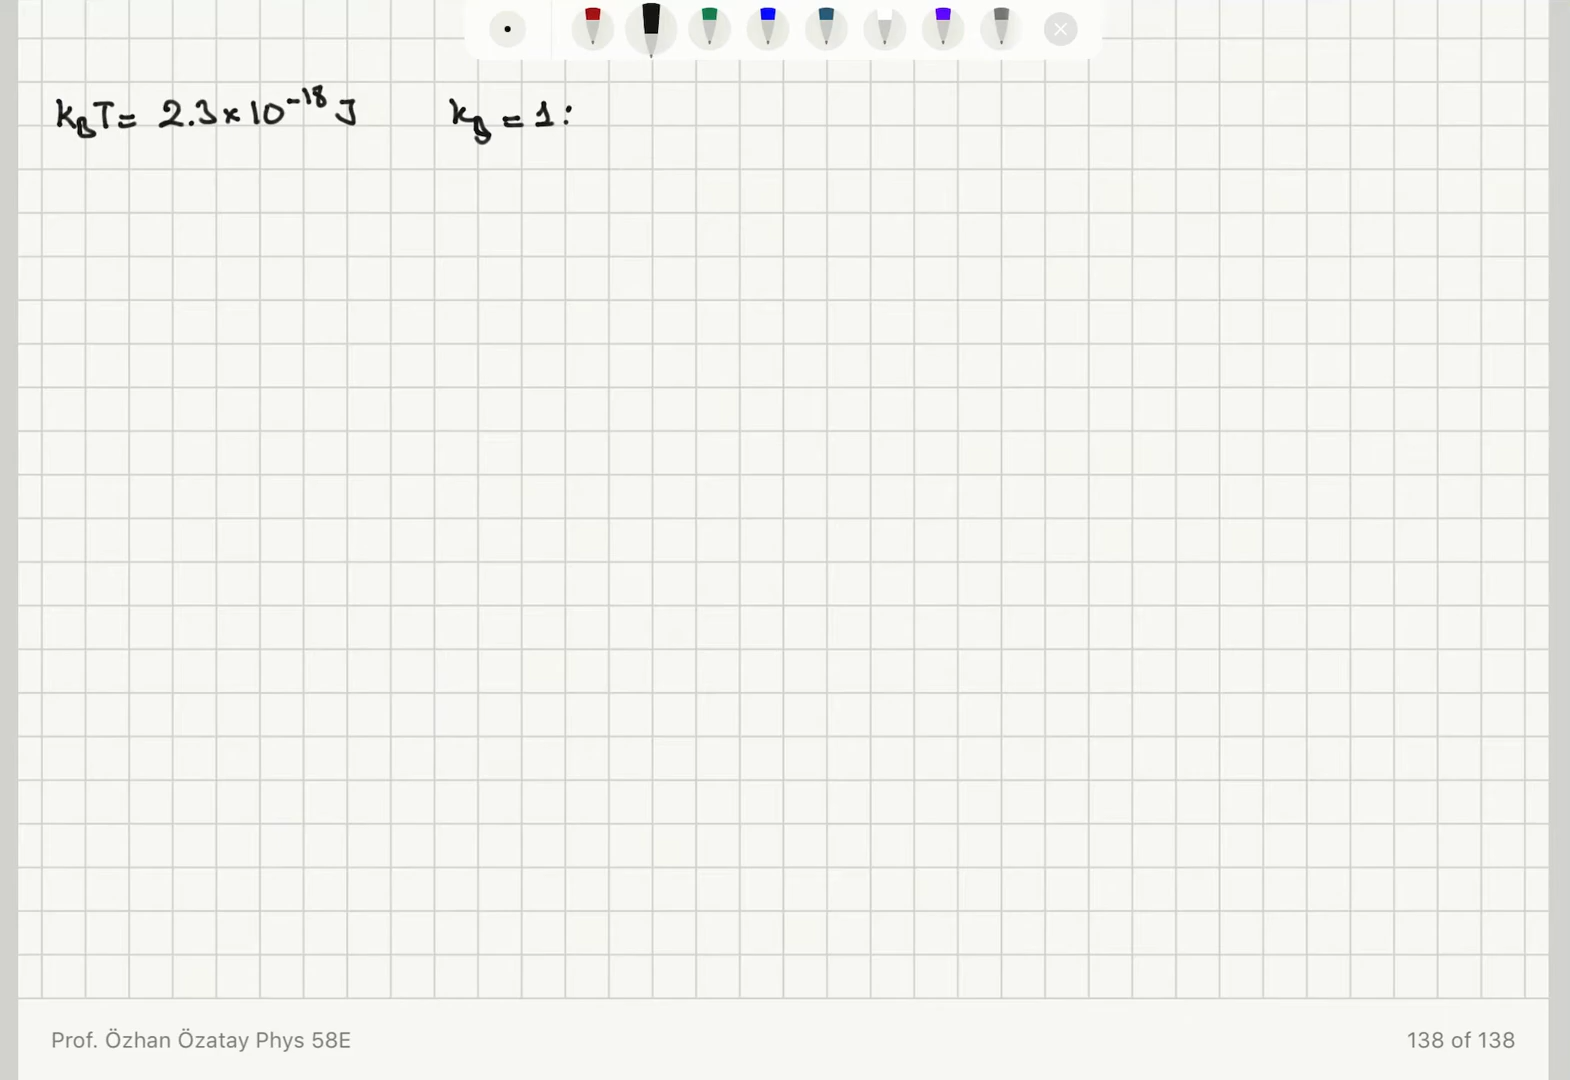 k_B T = 2.3 × 10^-18 J k_B = 1:
Prof. Özhan Özatay Phys 58E 138 of 138